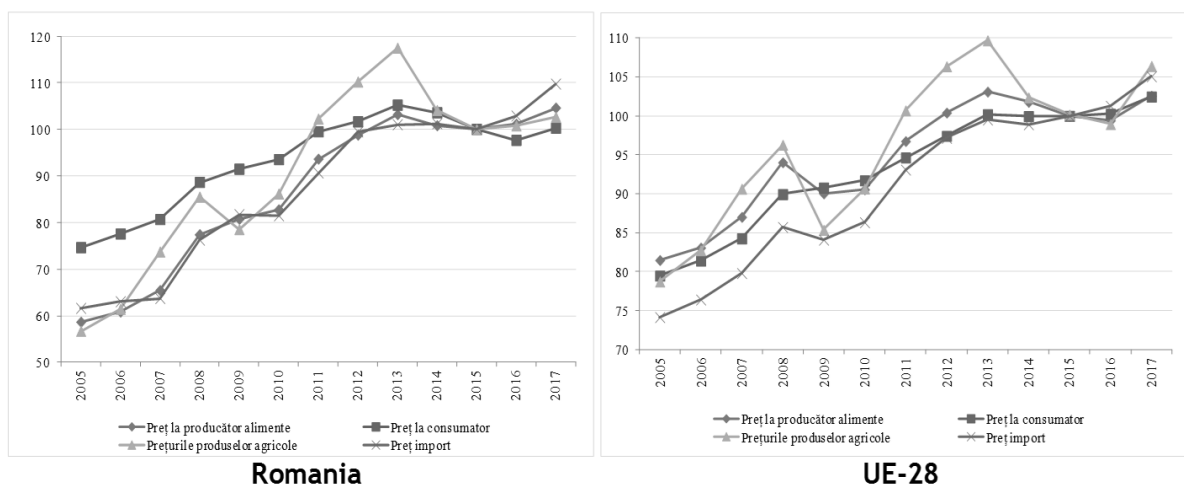 120
110
100
90
80
70
60
50
2005 2006 2007 2008 2009 2010 2011 2012 2013 2014 2015 2016 2017
Preț la producător alimente Preț la consumator
Prețurile produselor agricole Preț import
Romania
110
105
100
95
90
85
80
75
70
2005 2006 2007 2008 2009 2010 2011 2012 2013 2014 2015 2016 2017
Preț la producător alimente Preț la consumator
Prețurile produselor agricole Preț import
UE-28